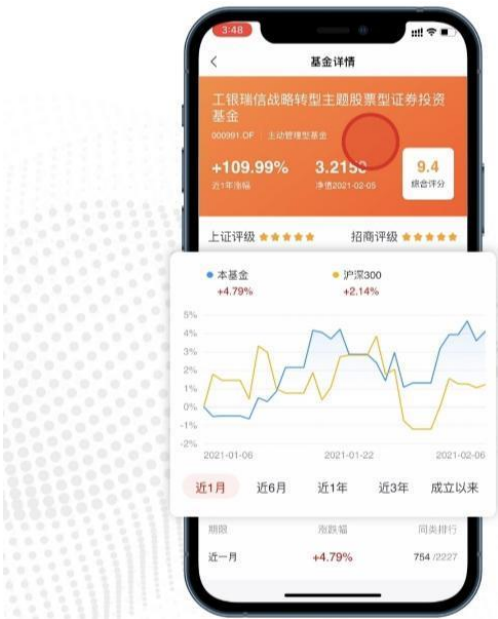 3:48
基金详情
工银瑞信战略转型主题股票型证券投资
基金
000991.OF | 主动管理型基金
+109.99% 3.2150 9.4
近1年涨幅 净值2021-02-05 综合评分
上证评级 ★★★★★ 招商评级 ★★★★★
本基金 沪深300
+4.79% +2.14%
5%
4%
3%
2%
1%
0%
-1%
-2%
2021-01-06 2021-01-22 2021-02-06
近1月 近6月 近1年 近3年 成立以来
期限 涨跌幅 同类排行
近一月 +4.79% 754 /2227